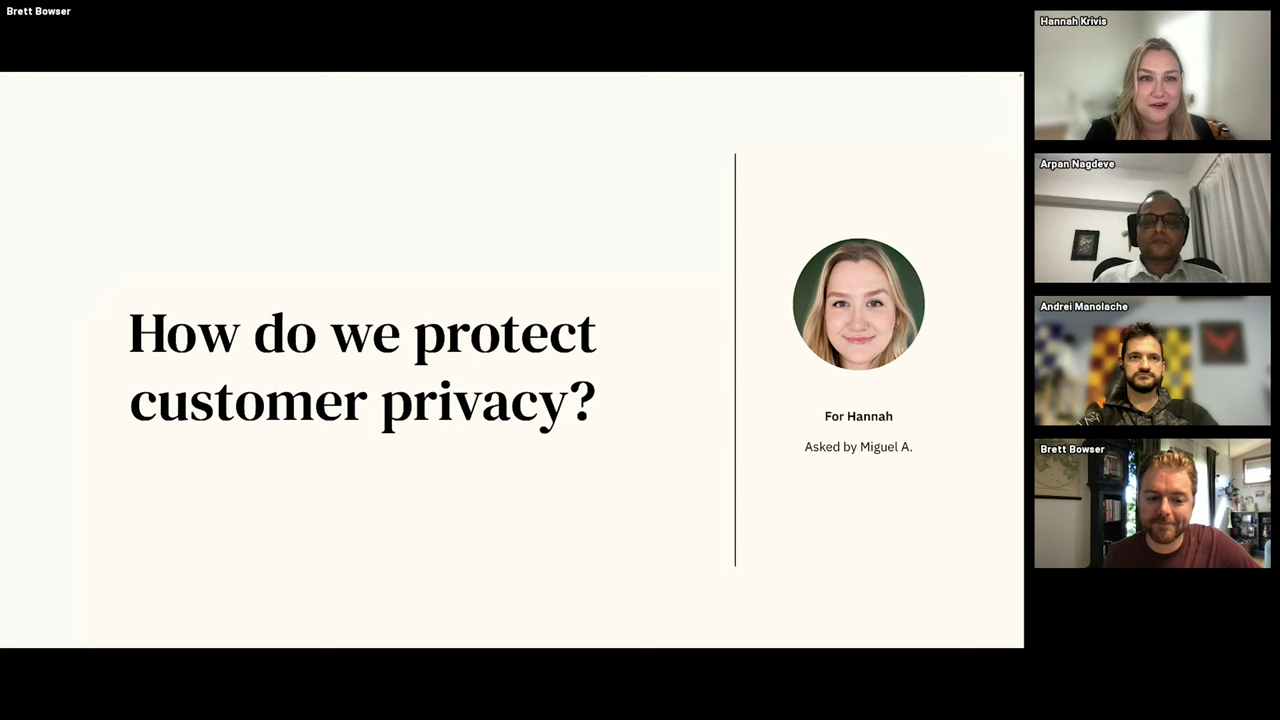 Brett Bowser
How do we protect
customer privacy?
For Hannah
Asked by Miguel A.
Hannah Krivis
Arpan Nagdeve
Andrei Manolache
Brett Bowser